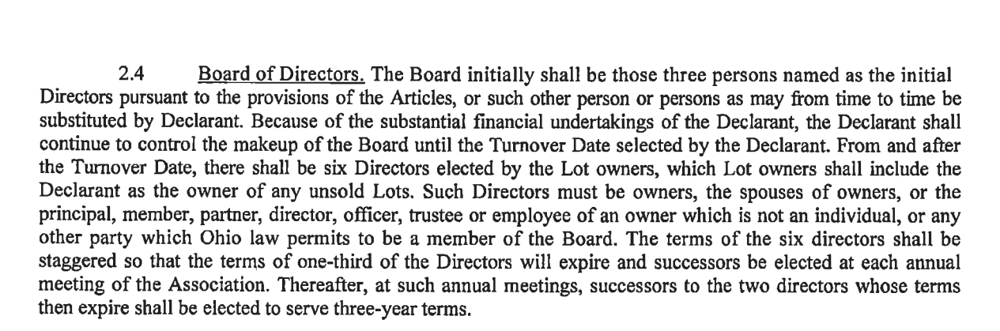 2.4 Board of Directors. The Board initially shall be those three persons named as the initial
Directors pursuant to the provisions of the Articles, or such other person or persons as may from time to time be
substituted by Declarant. Because of the substantial financial undertakings of the Declarant, the Declarant shall
continue to control the makeup of the Board until the Turnover Date selected by the Declarant. From and after
the Turnover Date, there shall be six Directors elected by the Lot owners, which Lot owners shall include the
Declarant as the owner of any unsold Lots. Such Directors must be owners, the spouses of owners, or the
principal, member, partner, director, officer, trustee or employee of an owner which is not an individual, or any
other party which Ohio law permits to be a member of the Board. The terms of the six directors shall be
staggered so that the terms of one-third of the Directors will expire and successors be elected at each annual
meeting of the Association. Thereafter, at such annual meetings, successors to the two directors whose terms
then expire shall be elected to serve three-year terms.